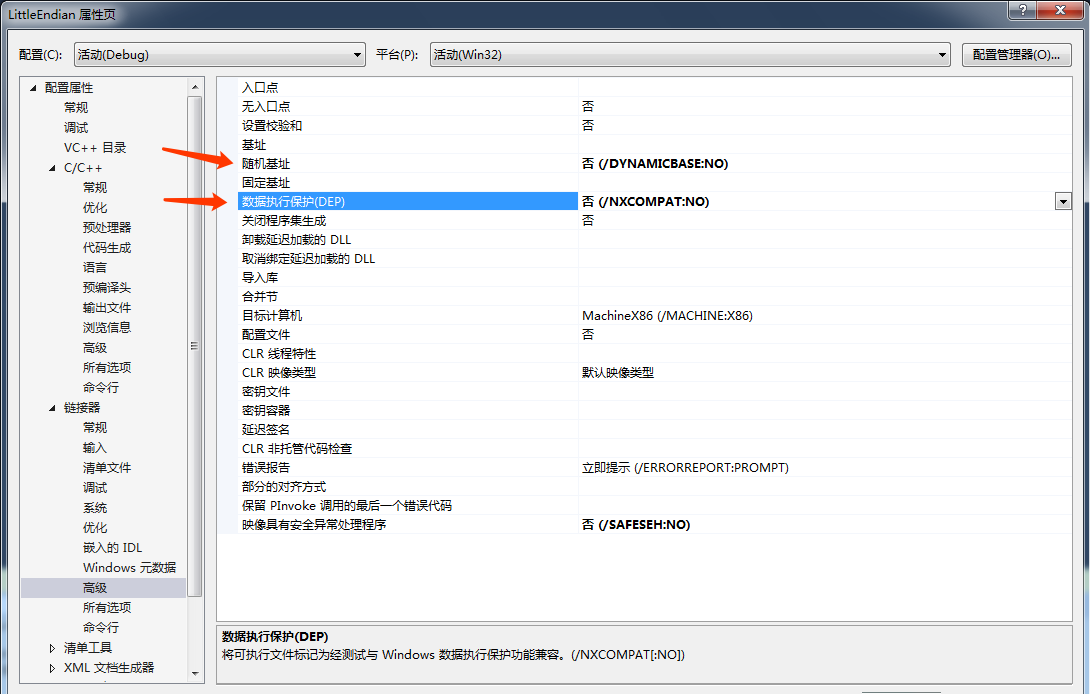 LittleEndian 属性页
配置(C): 活动(Debug) 平台(P): 活动(Win32) 配置管理器(O)...
配置属性
常规
调试
VC++ 目录
C/C++
常规
优化
预处理器
代码生成
语言
预编译头
输出文件
浏览信息
高级
所有选项
命令行
链接器
常规
输入
清单文件
调试
系统
优化
嵌入的 IDL
Windows 元数据
高级
所有选项
命令行
清单工具
XML 文档生成器
入口点
无入口点 否
设置校验和 否
基址
随机基址 否 (/DYNAMICBASE:NO)
固定基址
数据执行保护(DEP) 否 (/NXCOMPAT:NO)
关闭程序集生成 否
卸载延迟加载的 DLL
取消绑定延迟加载的 DLL
导入库
合并节
目标计算机 MachineX86 (/MACHINE:X86)
配置文件 否
CLR 线程特性
CLR 映像类型 默认映像类型
密钥文件
密钥容器
延迟签名
CLR 非托管代码检查
错误报告 立即提示 (/ERRORREPORT:PROMPT)
部分的对齐方式
保留 PInvoke 调用的最后一个错误代码
映像具有安全异常处理程序 否 (/SAFESEH:NO)
数据执行保护(DEP)
将可执行文件标记为经测试与 Windows 数据执行保护功能兼容。(/NXCOMPAT[:NO])